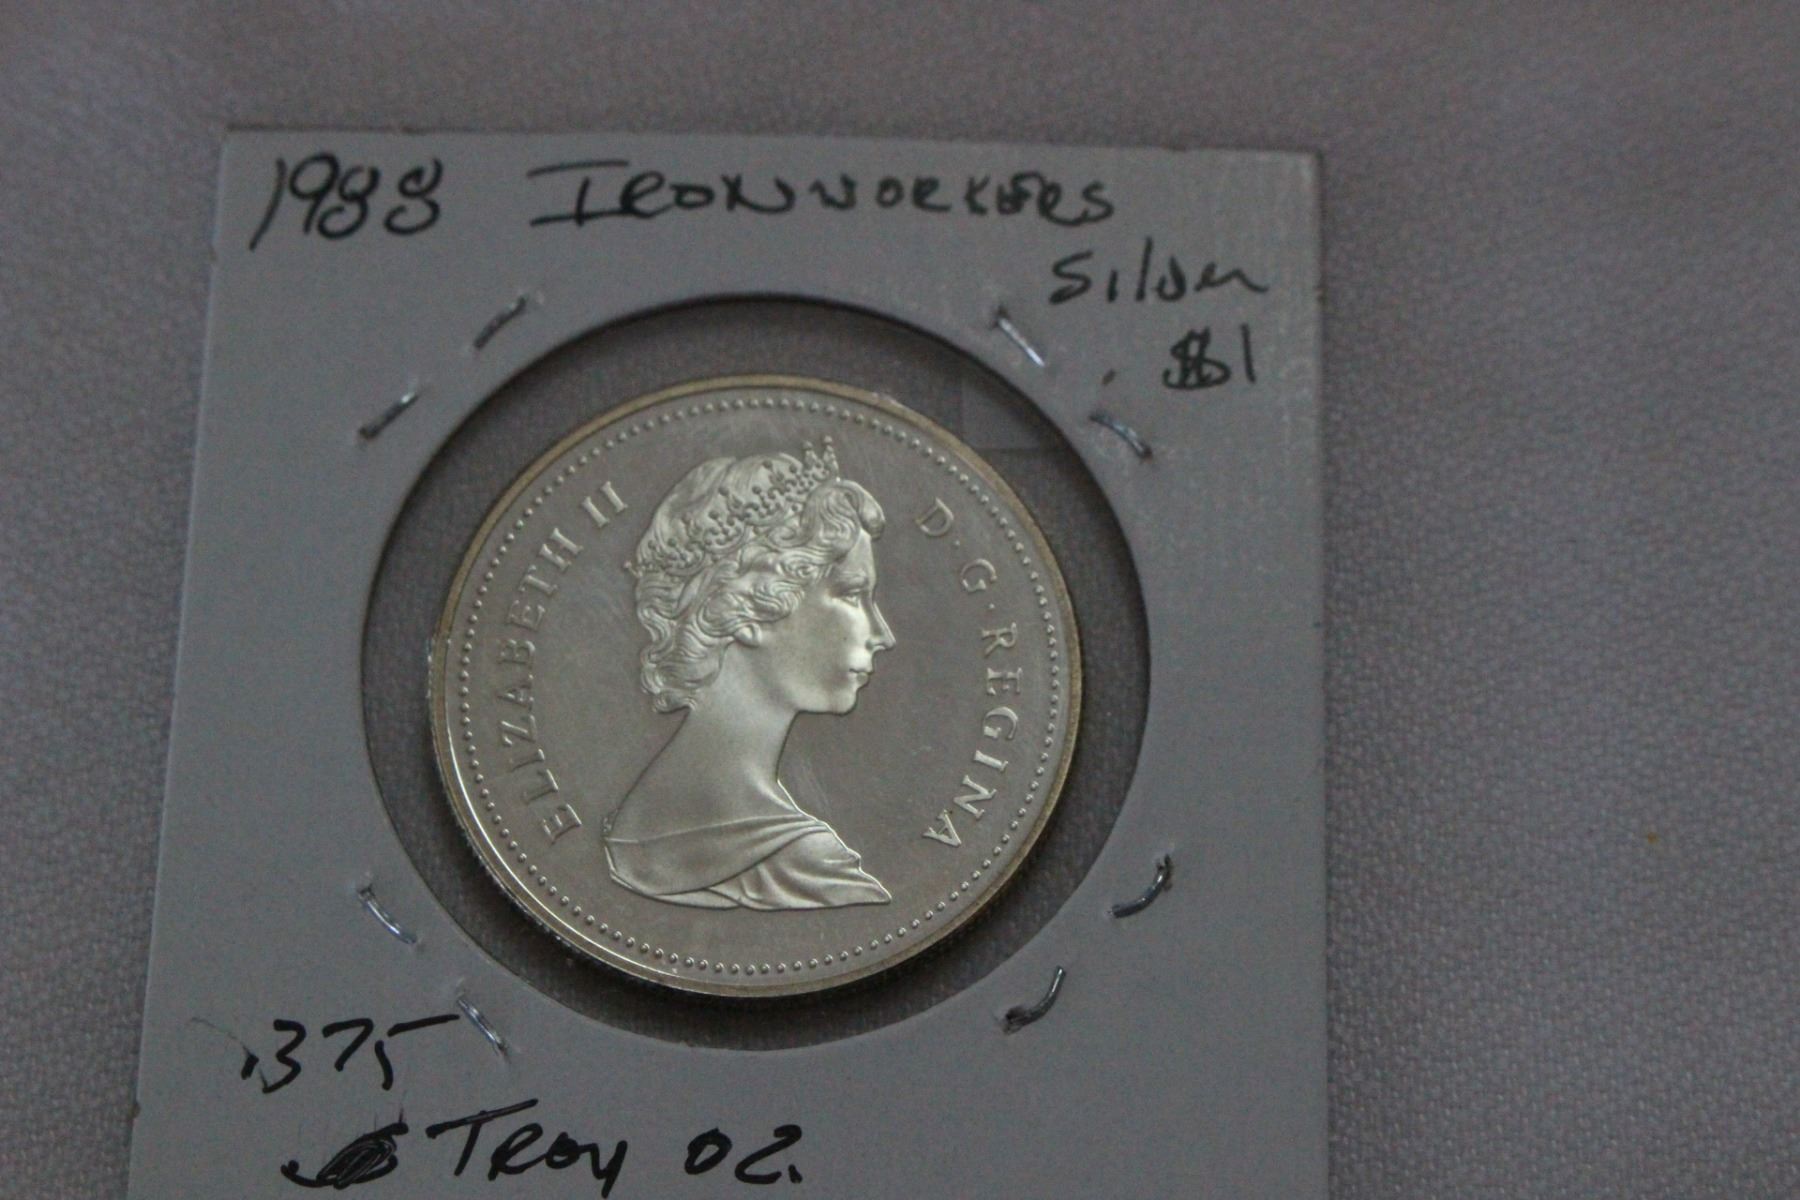 1988 IRONWORKERS
Silver
. $1
ELIZABETH II
D·G·REGINA
.375
Troy oz.